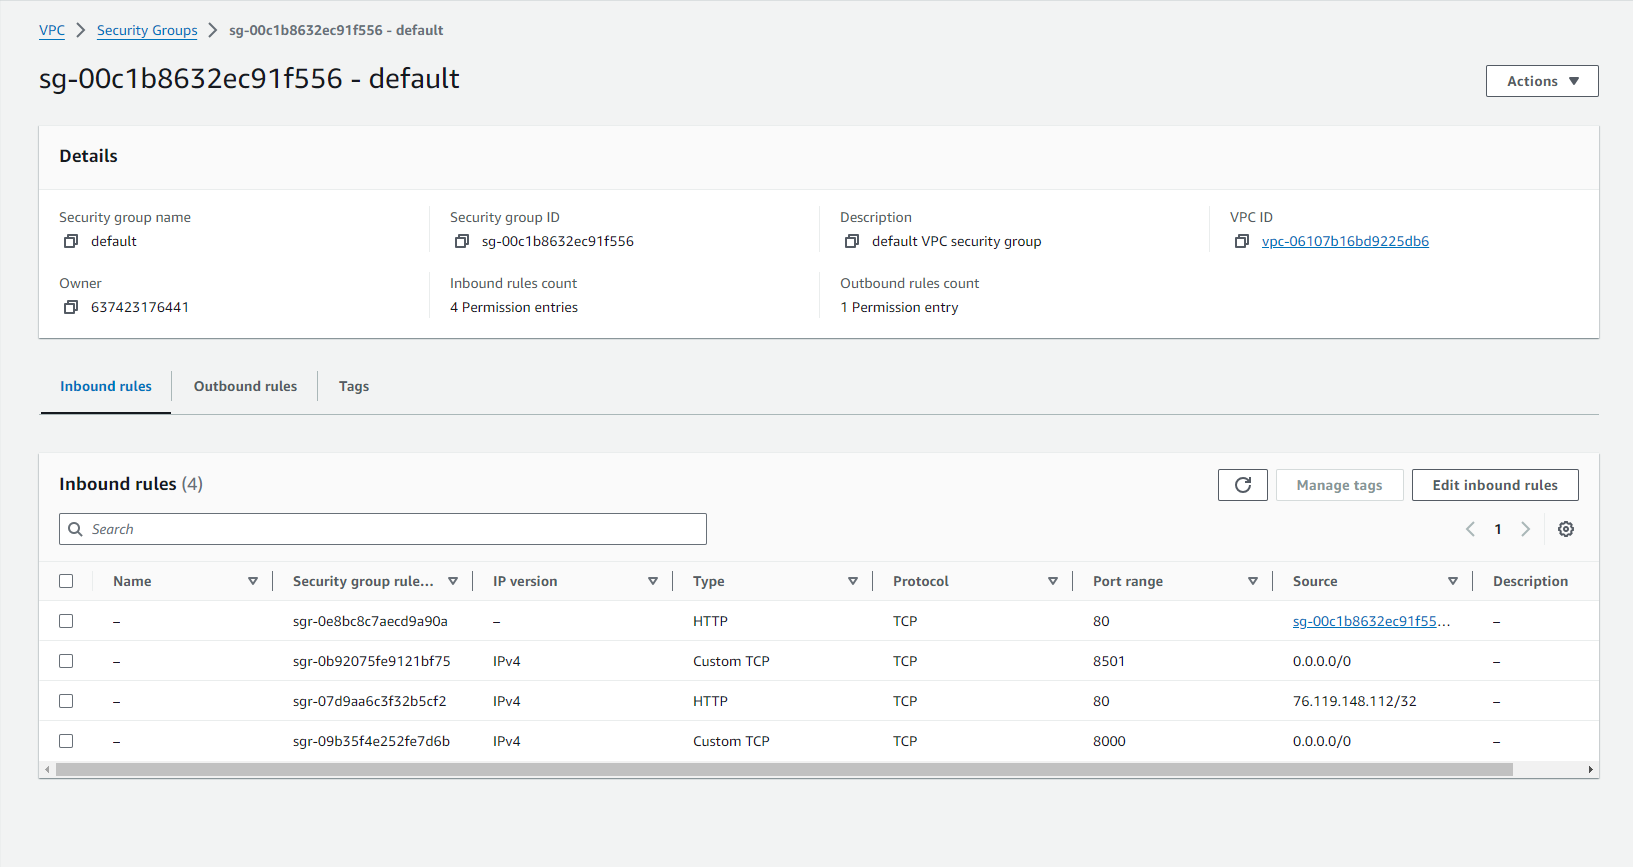 VPC > Security Groups > sg-00c1b8632ec91f556 - default
sg-00c1b8632ec91f556 - default
Actions
Details
Security group name
default
Security group ID
sg-00c1b8632ec91f556
Description
default VPC security group
VPC ID
vpc-06107b16bd9225db6
Owner
637423176441
Inbound rules count
4 Permission entries
Outbound rules count
1 Permission entry
Inbound rules
Outbound rules
Tags
Inbound rules (4)
Manage tags
Edit inbound rules
Search
1
Name Security group rule... IP version Type Protocol Port range Source Description
– sgr-0e8bc8c7aecd9a90a – HTTP TCP 80 sg-00c1b8632ec91f55... –
– sgr-0b92075fe9121bf75 IPv4 Custom TCP TCP 8501 0.0.0.0/0 –
– sgr-07d9aa6c3f32b5cf2 IPv4 HTTP TCP 80 76.119.148.112/32 –
– sgr-09b35f4e252fe7d6b IPv4 Custom TCP TCP 8000 0.0.0.0/0 –